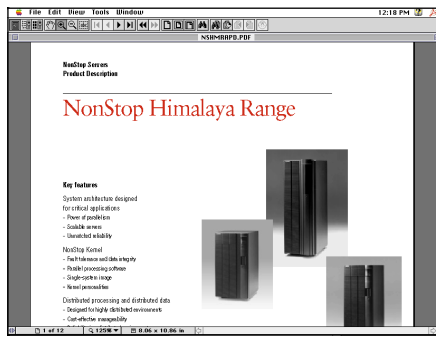 File Edit View Tools Window 12:18 PM
NSHMRAPD.PDF
NonStop Servers
Product Description
NonStop Himalaya Range
Key features
System architecture designed
for critical applications
- Power of parallelism
- Scalable servers
- Unmatched reliability
NonStop Kernel
- Fault tolerance and data integrity
- Parallel processing software
- Single-system image
- Kernel personalities
Distributed processing and distributed data
- Designed for highly distributed environments
- Cost-effective manageability
1 of 12 125% 8.06 x 10.86 in